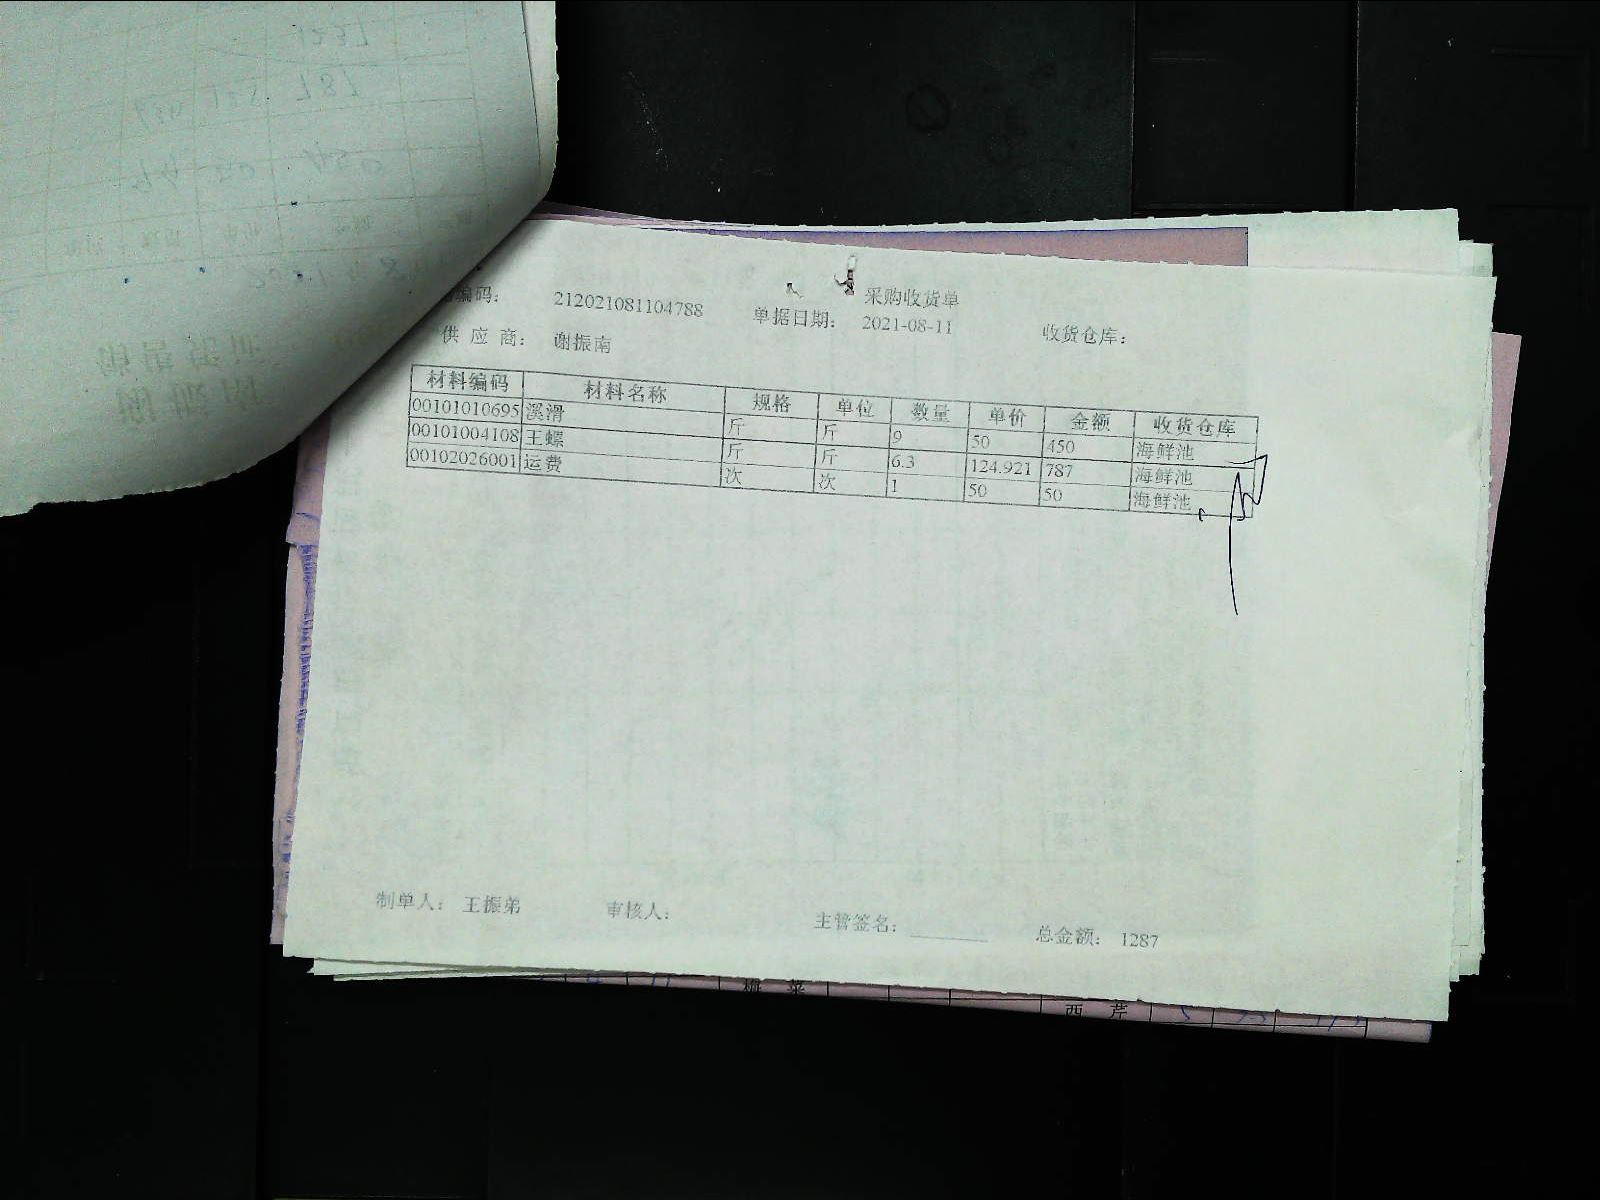 采购收货单
编码： 212021081104788 单据日期： 2021-08-11 收货仓库：
供 应 商： 谢振南
材料编码 材料名称 规格 单位 数量 单价 金额 收货仓库
00101010695 溪滑 斤 斤 9 50 450 海鲜池
00101004108 王螺 斤 斤 6.3 124.921 787 海鲜池
00102026001 运费 次 次 1 50 50 海鲜池
制单人： 王振弟 审核人： 主管签名： 总金额： 1287
西 芹